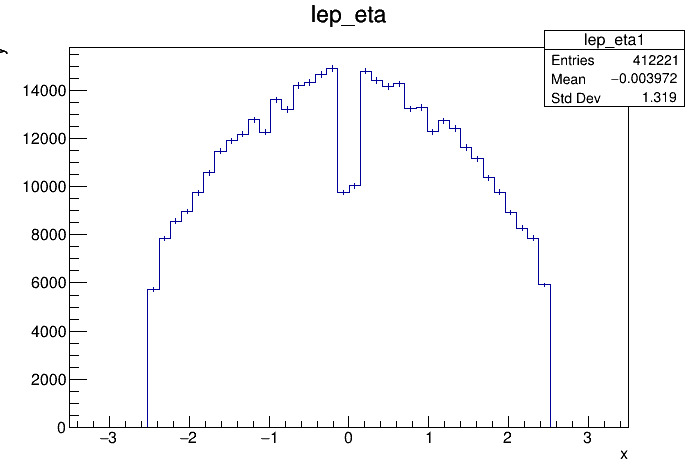 lep_eta
y
lep_eta1
Entries 412221
Mean −0.003972
Std Dev 1.319
14000
12000
10000
8000
6000
4000
2000
0
−3 −2 −1 0 1 2 3
x